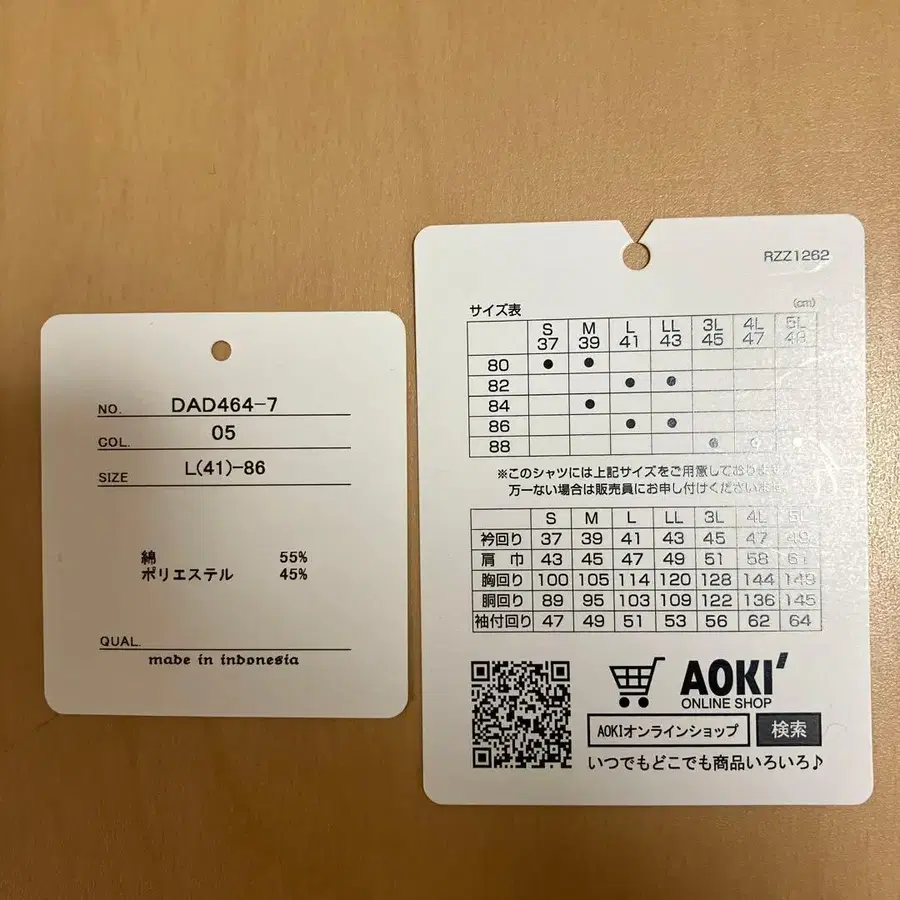 NO. DAD464-7
COL. 05
SIZE L(41)-86
綿 55%
ポリエステル 45%
QUAL.
made in indonesia
RZZ1262
サイズ表 (cm)
S M L LL 3L 4L 5L
37 39 41 43 45 47 49
80 ● ●
82 ● ●
84 ●
86 ● ●
88 ● ● ●
※このシャツには上記サイズをご用意しており
万一ない場合は販売員にお申し付けください
S M L LL 3L 4L 5L
衿回り 37 39 41 43 45 47 49
肩 巾 43 45 47 49 51 58 61
胸回り 100 105 114 120 128 144 149
胴回り 89 95 103 109 122 136 145
袖付回り 47 49 51 53 56 62 64
AOKI'
ONLINE SHOP
AOKIオンラインショップ 検索
いつでもどこでも商品いろいろ♪